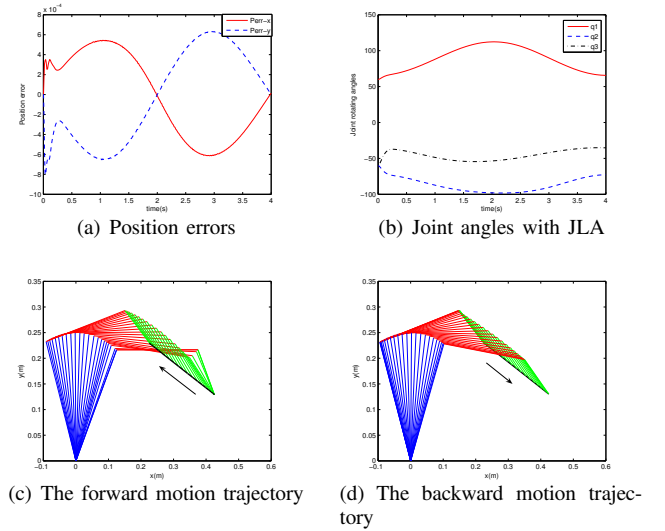 x 10⁻⁴
8
6
4
2
0
−2
−4
−6
−8
−10
0 0.5 1 1.5 2 2.5 3 3.5 4
Position error
time(s)
Perr−x
Perr−y
(a) Position errors
150
100
50
0
−50
−100
0 0.5 1 1.5 2 2.5 3 3.5 4
Joint rotating angles
time(s)
q1
q2
q3
(b) Joint angles with JLA
0.35
0.3
0.25
0.2
0.15
0.1
0.05
0
−0.1 0 0.1 0.2 0.3 0.4 0.5 0.6
y(m)
x(m)
(c) The forward motion trajectory
0.35
0.3
0.25
0.2
0.15
0.1
0.05
0
−0.1 0 0.1 0.2 0.3 0.4 0.5 0.6
y(m)
x(m)
(d) The backward motion trajec-
tory